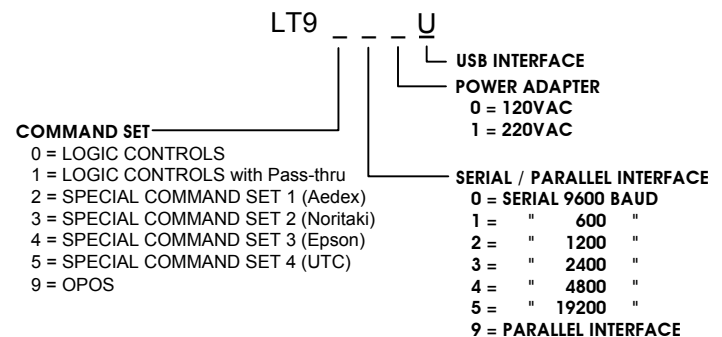 LT9 _ _ _ U
USB INTERFACE
POWER ADAPTER
0 = 120VAC
1 = 220VAC
COMMAND SET
0 = LOGIC CONTROLS
1 = LOGIC CONTROLS with Pass-thru
2 = SPECIAL COMMAND SET 1 (Aedex)
3 = SPECIAL COMMAND SET 2 (Noritaki)
4 = SPECIAL COMMAND SET 3 (Epson)
5 = SPECIAL COMMAND SET 4 (UTC)
9 = OPOS
SERIAL / PARALLEL INTERFACE
0 = SERIAL 9600 BAUD
1 = " 600 "
2 = " 1200 "
3 = " 2400 "
4 = " 4800 "
5 = " 19200 "
9 = PARALLEL INTERFACE